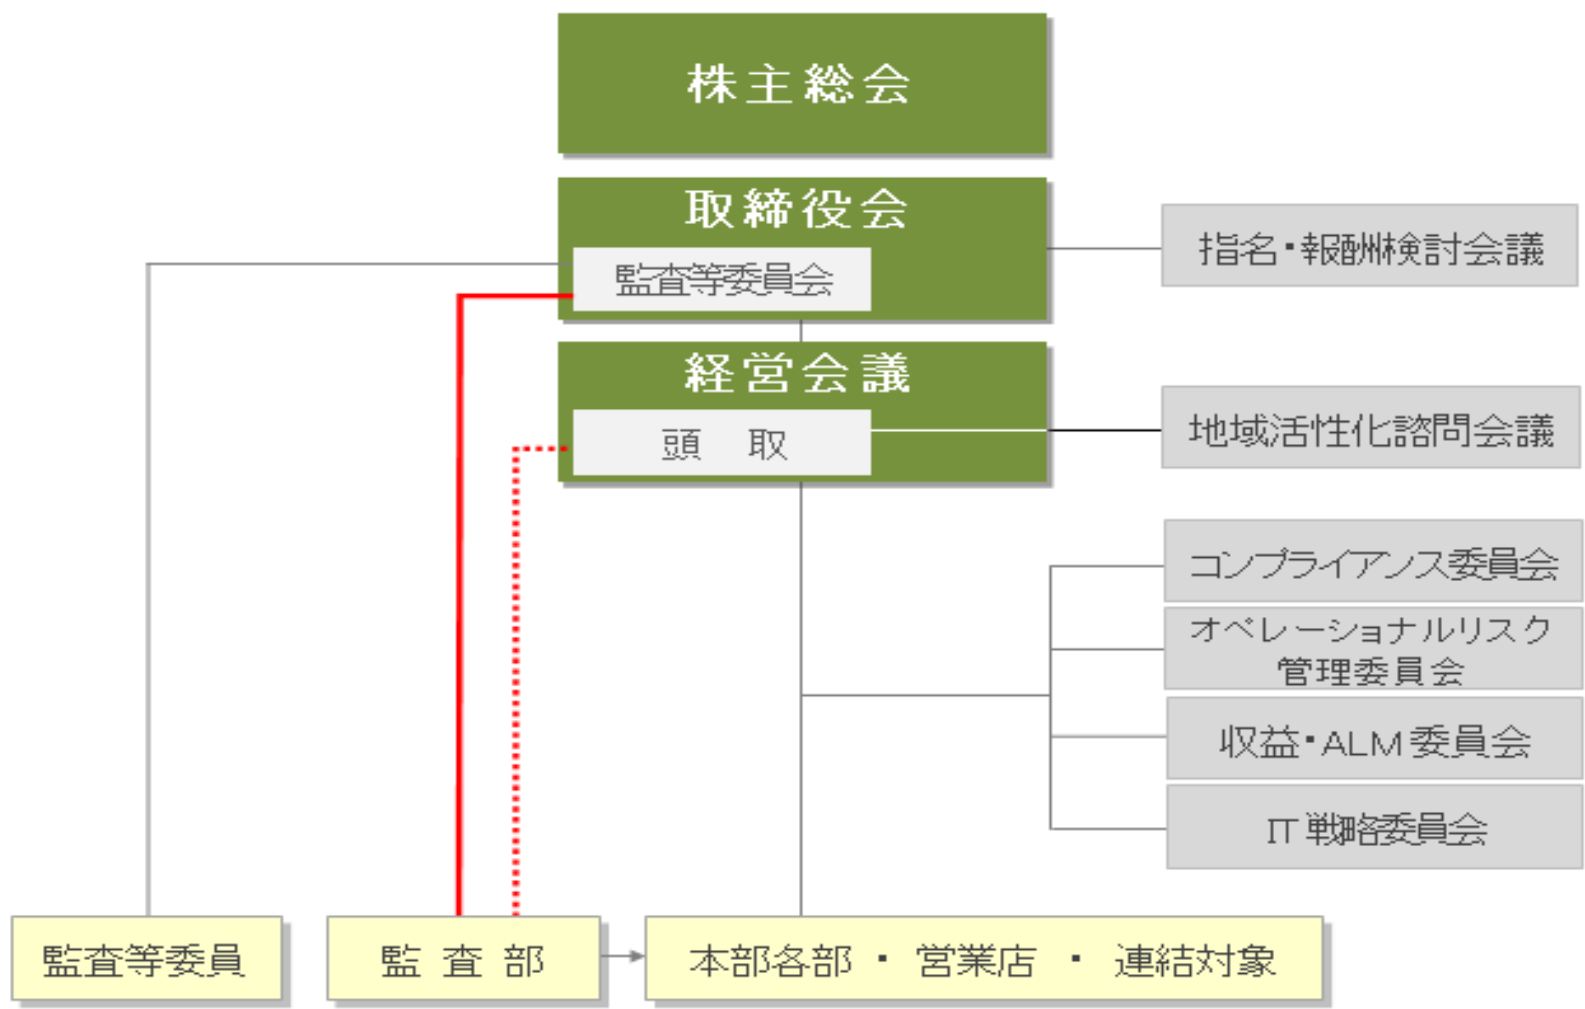 株主総会
取締役会
監査等委員会
指名・報酬検討会議
経営会議
頭 取
地域活性化諮問会議
コンプライアンス委員会
オペレーショナルリスク
管理委員会
収益・ALM委員会
IT戦略委員会
監査等委員
監 査 部
本部各部 ・ 営業店 ・ 連結対象